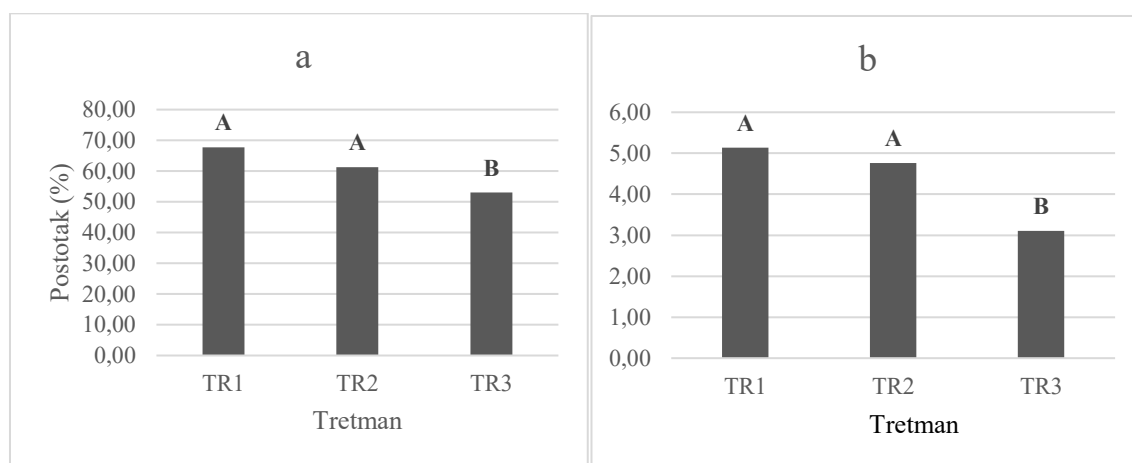 a
80,00
70,00
60,00
50,00
40,00
30,00
20,00
10,00
0,00
Postotak (%)
A
A
B
TR1 TR2 TR3
Tretman
b
6,00
5,00
4,00
3,00
2,00
1,00
0,00
A
A
B
TR1 TR2 TR3
Tretman